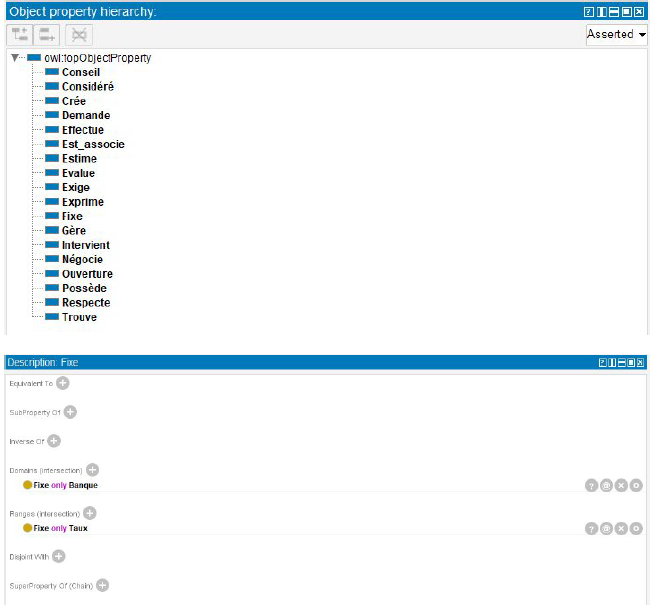 Object property hierarchy:
Asserted
owl:topObjectProperty
Conseil
Considéré
Crée
Demande
Effectue
Est_associe
Estime
Evalue
Exige
Exprime
Fixe
Gère
Intervient
Négocie
Ouverture
Possède
Respecte
Trouve
Description: Fixe
Equivalent To
SubProperty Of
Inverse Of
Domains (intersection)
Fixe only Banque
Ranges (intersection)
Fixe only Taux
Disjoint With
SuperProperty Of (Chain)